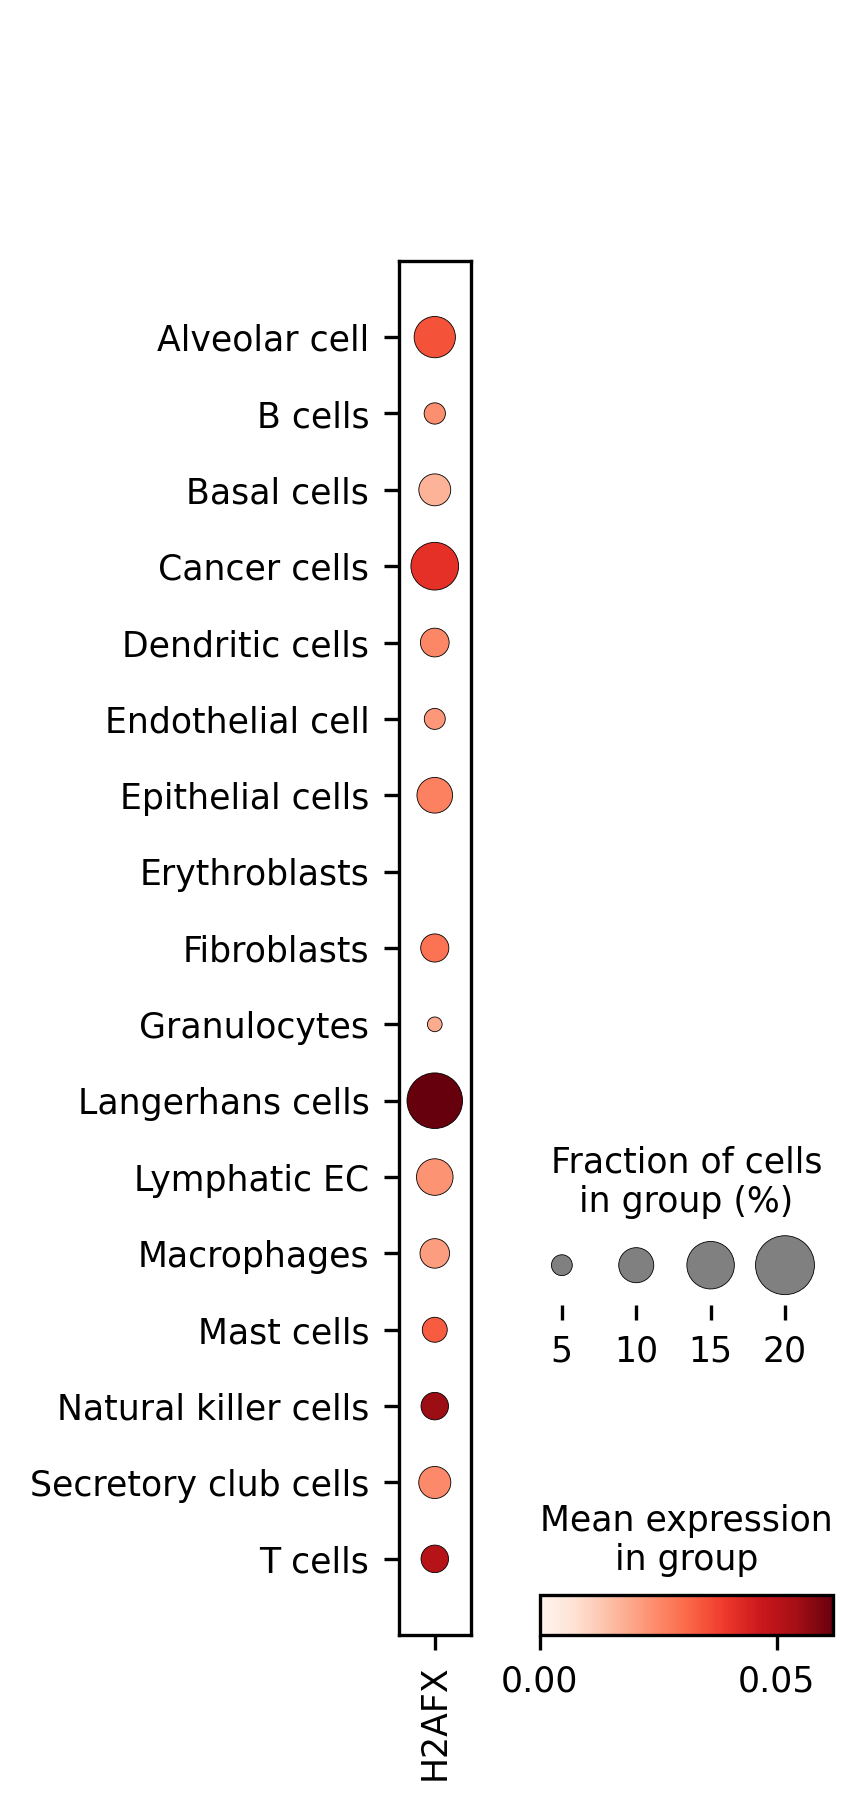 Alveolar cell
B cells
Basal cells
Cancer cells
Dendritic cells
Endothelial cell
Epithelial cells
Erythroblasts
Fibroblasts
Granulocytes
Langerhans cells
Lymphatic EC
Macrophages
Mast cells
Natural killer cells
Secretory club cells
T cells
H2AFX
Fraction of cells
in group (%)
5 10 15 20
Mean expression
in group
0.00 0.05